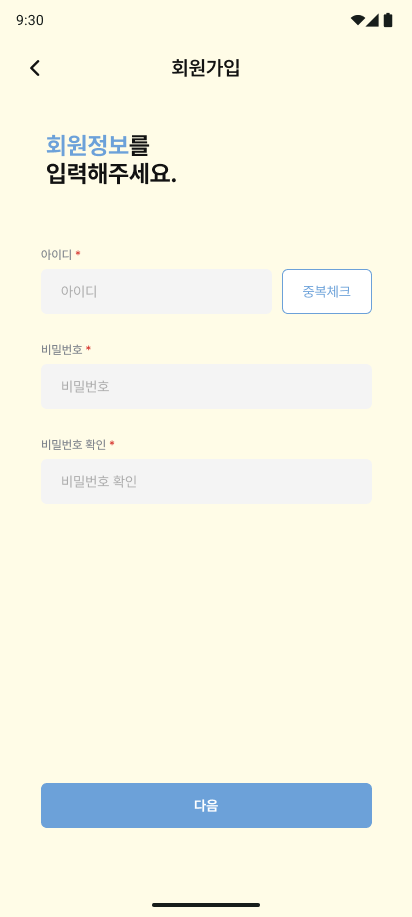 9:30
회원가입
회원정보를
입력해주세요.
아이디 *
아이디
중복체크
비밀번호 *
비밀번호
비밀번호 확인 *
비밀번호 확인
다음